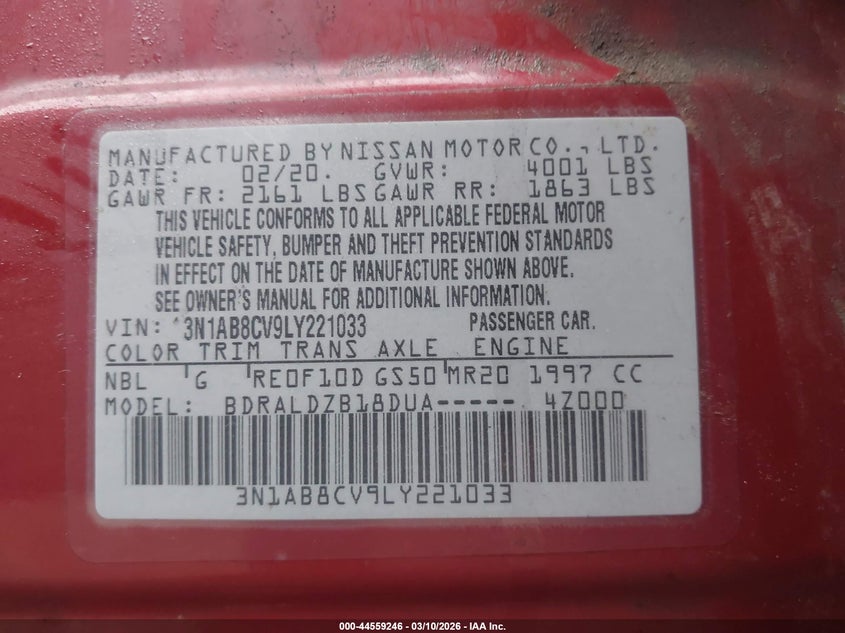 MANUFACTURED BY NISSAN MOTOR CO., LTD.
DATE: 02/20. GVWR: 4001 LBS
GAWR FR: 2161 LBS GAWR RR: 1863 LBS
THIS VEHICLE CONFORMS TO ALL APPLICABLE FEDERAL MOTOR
VEHICLE SAFETY, BUMPER AND THEFT PREVENTION STANDARDS
IN EFFECT ON THE DATE OF MANUFACTURE SHOWN ABOVE.
SEE OWNER'S MANUAL FOR ADDITIONAL INFORMATION.
VIN: *3N1AB8CV9LY221033 PASSENGER CAR.
COLOR TRIM TRANS AXLE ENGINE
NBL G RE0F10D GS50 MR20 1997 CC
MODEL: BDRALDZB18DUA----- 4Z000
3N1AB8CV9LY221033
000-44559246 — 03/10/2026 — IAA Inc.